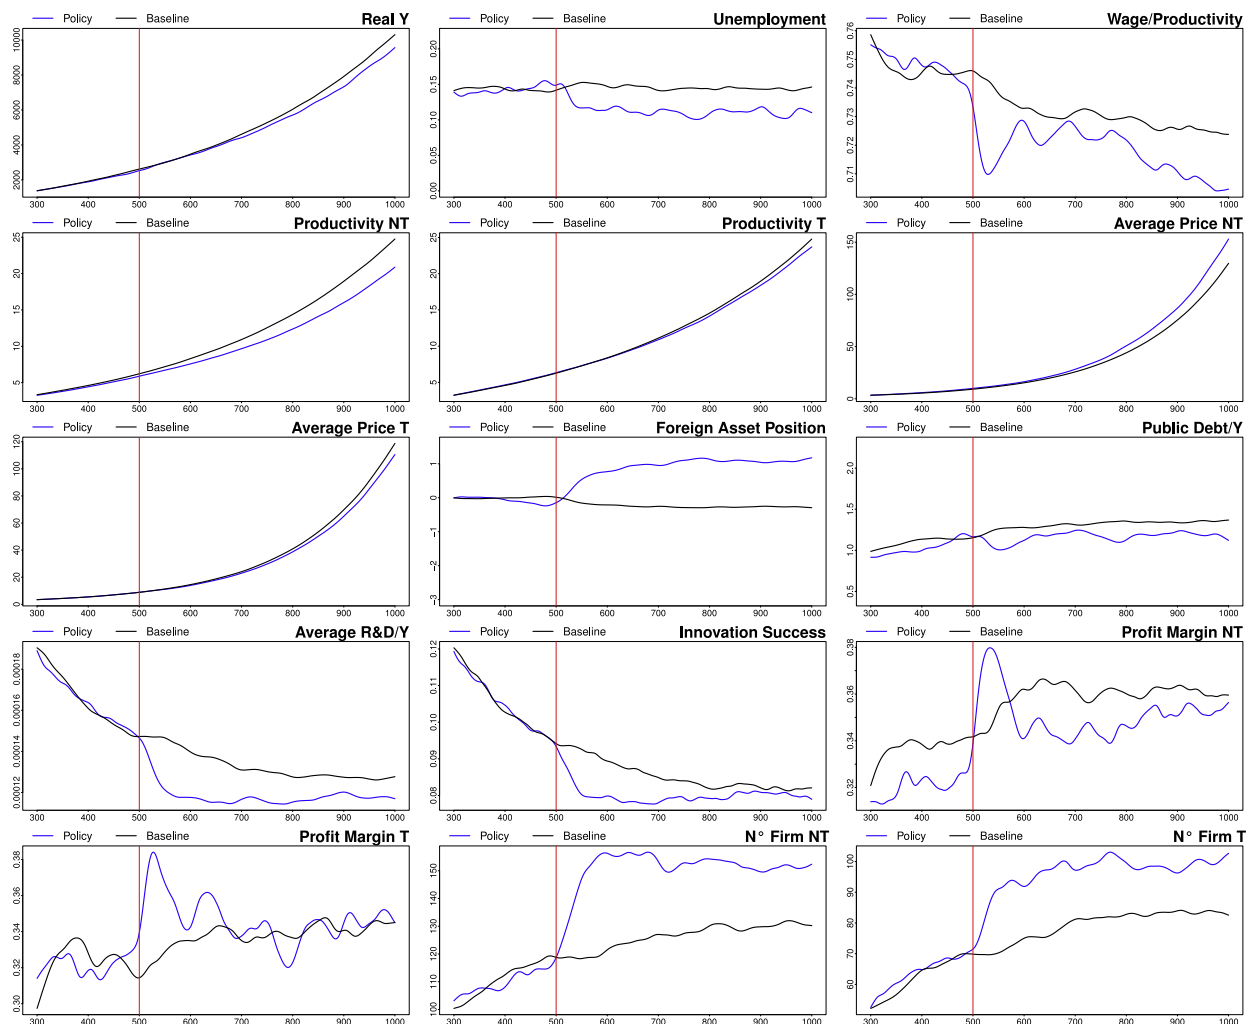 Policy Baseline Real Y
10000
8000
6000
4000
2000
300 400 500 600 700 800 900 1000
Policy Baseline Unemployment
0.20
0.15
0.10
0.05
0.00
300 400 500 600 700 800 900 1000
Policy Baseline Wage/Productivity
0.76
0.75
0.74
0.73
0.72
0.71
300 400 500 600 700 800 900 1000
Policy Baseline Productivity NT
25
20
15
10
5
300 400 500 600 700 800 900 1000
Policy Baseline Productivity T
25
20
15
10
5
300 400 500 600 700 800 900 1000
Policy Baseline Average Price NT
150
100
50
0
300 400 500 600 700 800 900 1000
Policy Baseline Average Price T
120
100
80
60
40
20
0
300 400 500 600 700 800 900 1000
Policy Baseline Foreign Asset Position
1
0
−1
−2
−3
300 400 500 600 700 800 900 1000
Policy Baseline Public Debt/Y
2.0
1.5
1.0
0.5
300 400 500 600 700 800 900 1000
Policy Baseline Average R&D/Y
0.00018
0.00016
0.00014
0.00012
300 400 500 600 700 800 900 1000
Policy Baseline Innovation Success
0.12
0.11
0.10
0.09
0.08
300 400 500 600 700 800 900 1000
Policy Baseline Profit Margin NT
0.38
0.36
0.34
0.32
300 400 500 600 700 800 900 1000
Policy Baseline Profit Margin T
0.38
0.36
0.34
0.32
0.30
300 400 500 600 700 800 900 1000
Policy Baseline N° Firm NT
150
140
130
120
110
100
300 400 500 600 700 800 900 1000
Policy Baseline N° Firm T
100
90
80
70
60
300 400 500 600 700 800 900 1000